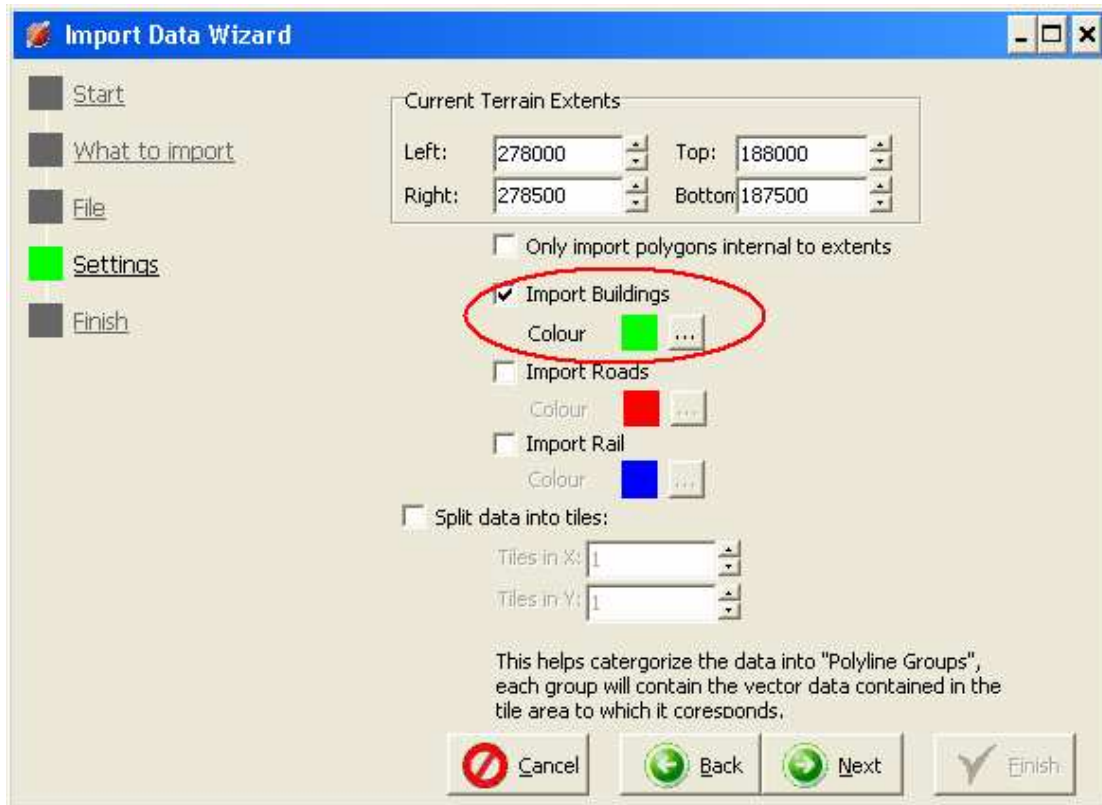 Import Data Wizard
Start
What to import
File
Settings
Finish
Current Terrain Extents
Left: 278000 Top: 188000
Right: 278500 Bottom 187500
Only import polygons internal to extents
Import Buildings
Colour ...
Import Roads
Colour ...
Import Rail
Colour ...
Split data into tiles:
Tiles in X: 1
Tiles in Y: 1
This helps catergorize the data into "Polyline Groups",
each group will contain the vector data contained in the
tile area to which it coresponds.
Cancel Back Next Finish